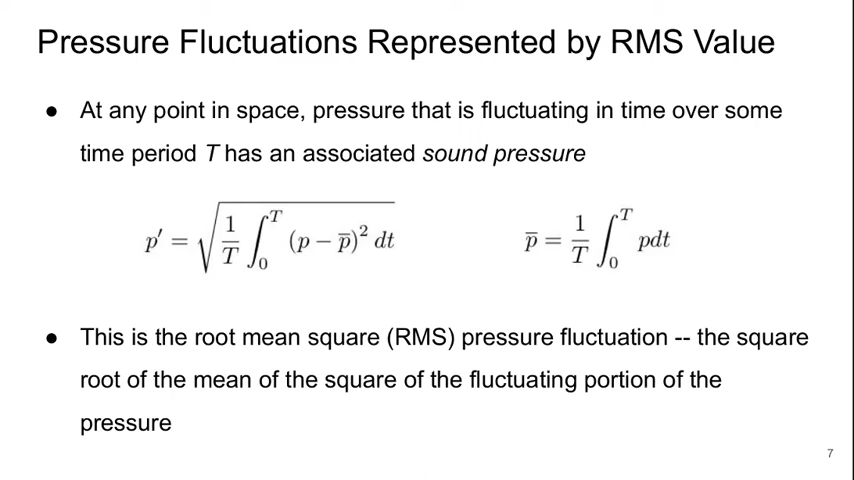 Pressure Fluctuations Represented by RMS Value
● At any point in space, pressure that is fluctuating in time over some
time period T has an associated sound pressure
p′ = √(1/T ∫₀ᵀ (p − p̅)² dt)
p̅ = 1/T ∫₀ᵀ pdt
● This is the root mean square (RMS) pressure fluctuation -- the square
root of the mean of the square of the fluctuating portion of the
pressure
7